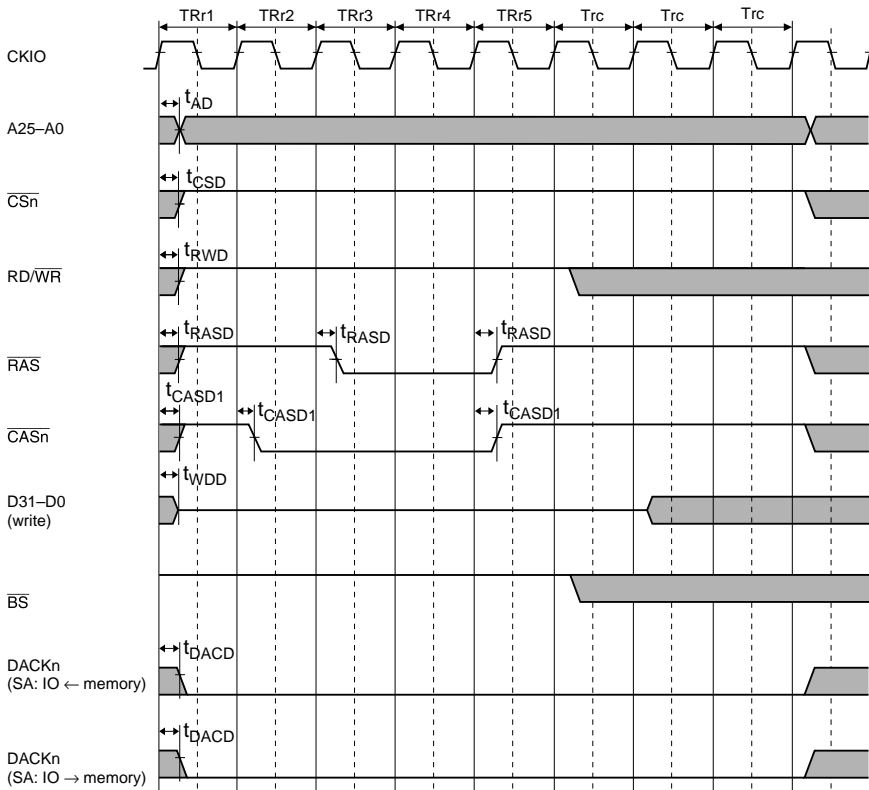 TRr1 TRr2 TRr3 TRr4 TRr5 Trc Trc Trc
CKIO
tAD
A25–A0
tCSD
CSn
tRWD
RD/WR
tRASD tRASD tRASD
RAS
tCASD1 tCASD1 tCASD1
CASn
tWDD
D31–D0
(write)
BS
tDACD
DACKn
(SA: IO ← memory)
tDACD
DACKn
(SA: IO → memory)